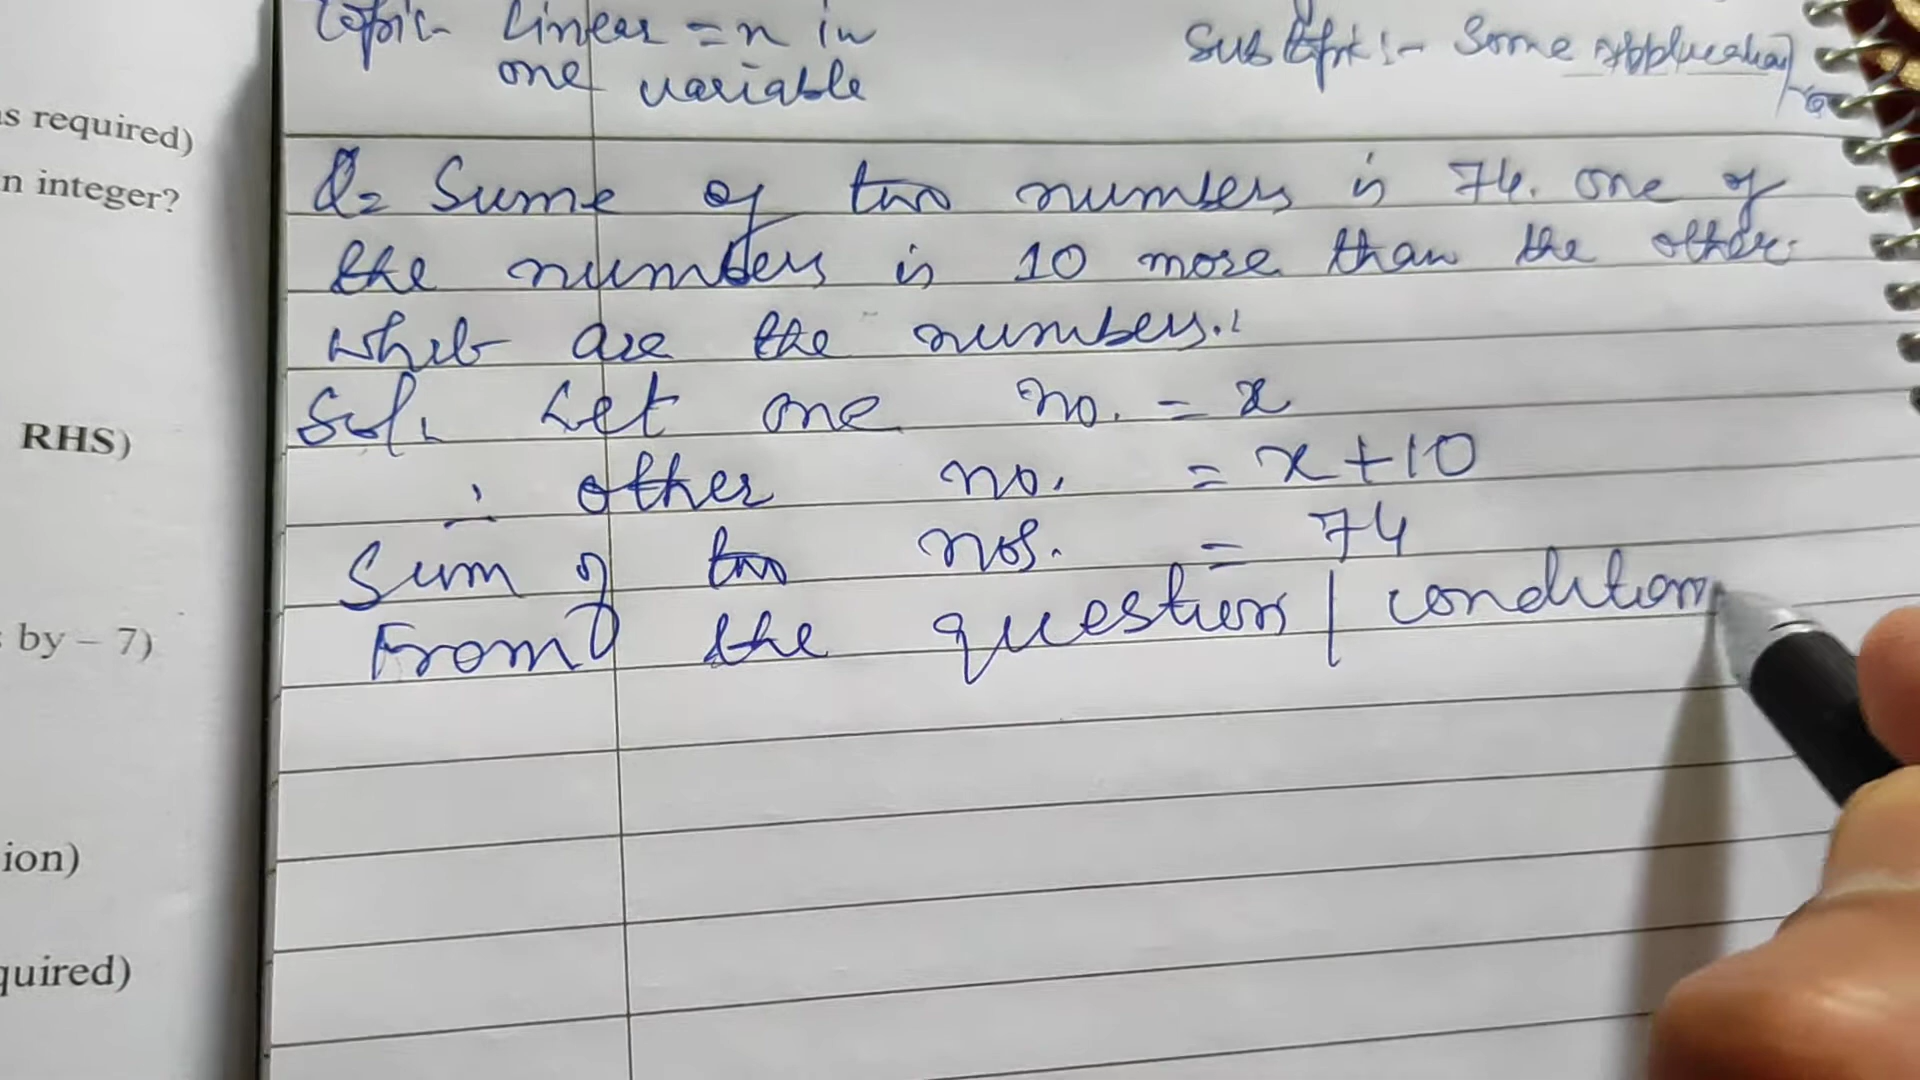 Topic- Linear = n in
one variable
Sub Topic :- Some Application
s required)
n integer?
Q= Sume of two numbers is 74. one of
the numbers is 10 more than the other.
What are the numbers.?
RHS)
Sol. Let one no. = x
∴ other no. = x+10
Sum of two nos. = 74
by – 7)
From the question | condition
ion)
quired)